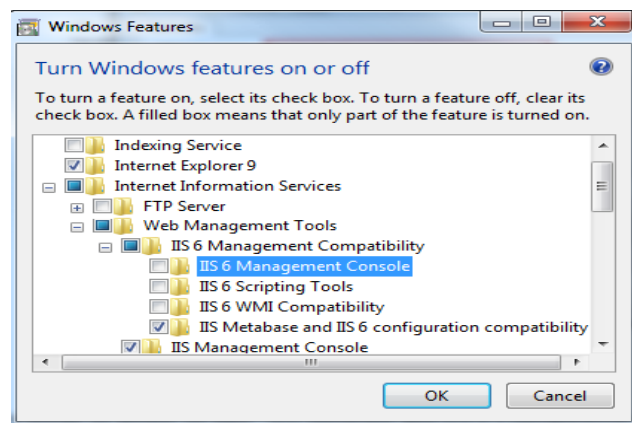 Windows Features
Turn Windows features on or off
To turn a feature on, select its check box. To turn a feature off, clear its
check box. A filled box means that only part of the feature is turned on.
Indexing Service
Internet Explorer 9
Internet Information Services
FTP Server
Web Management Tools
IIS 6 Management Compatibility
IIS 6 Management Console
IIS 6 Scripting Tools
IIS 6 WMI Compatibility
IIS Metabase and IIS 6 configuration compatibility
IIS Management Console
OK Cancel